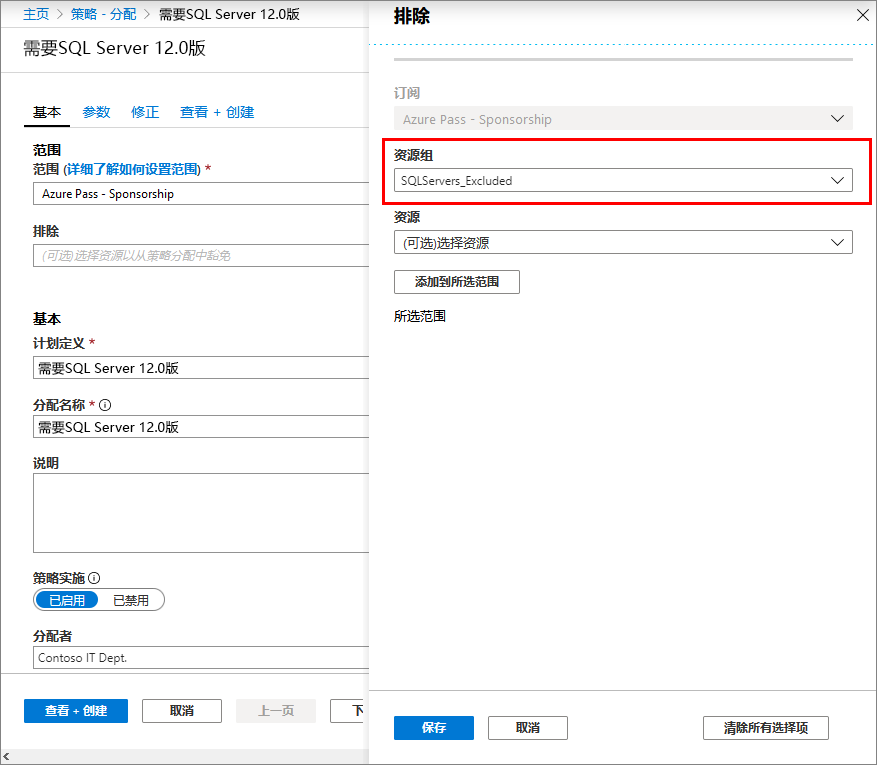 主页 > 策略 - 分配 > 需要SQL Server 12.0版
需要SQL Server 12.0版
基本 参数 修正 查看 + 创建
范围
范围 (详细了解如何设置范围) *
Azure Pass - Sponsorship
排除
(可选)选择资源以从策略分配中豁免
基本
计划定义 *
需要SQL Server 12.0版
分配名称 *
需要SQL Server 12.0版
说明
策略实施
已启用 已禁用
分配者
Contoso IT Dept.
查看 + 创建 取消 上一页
排除
订阅
Azure Pass - Sponsorship
资源组
SQLServers_Excluded
资源
(可选)选择资源
添加到所选范围
所选范围
保存 取消 清除所有选择项